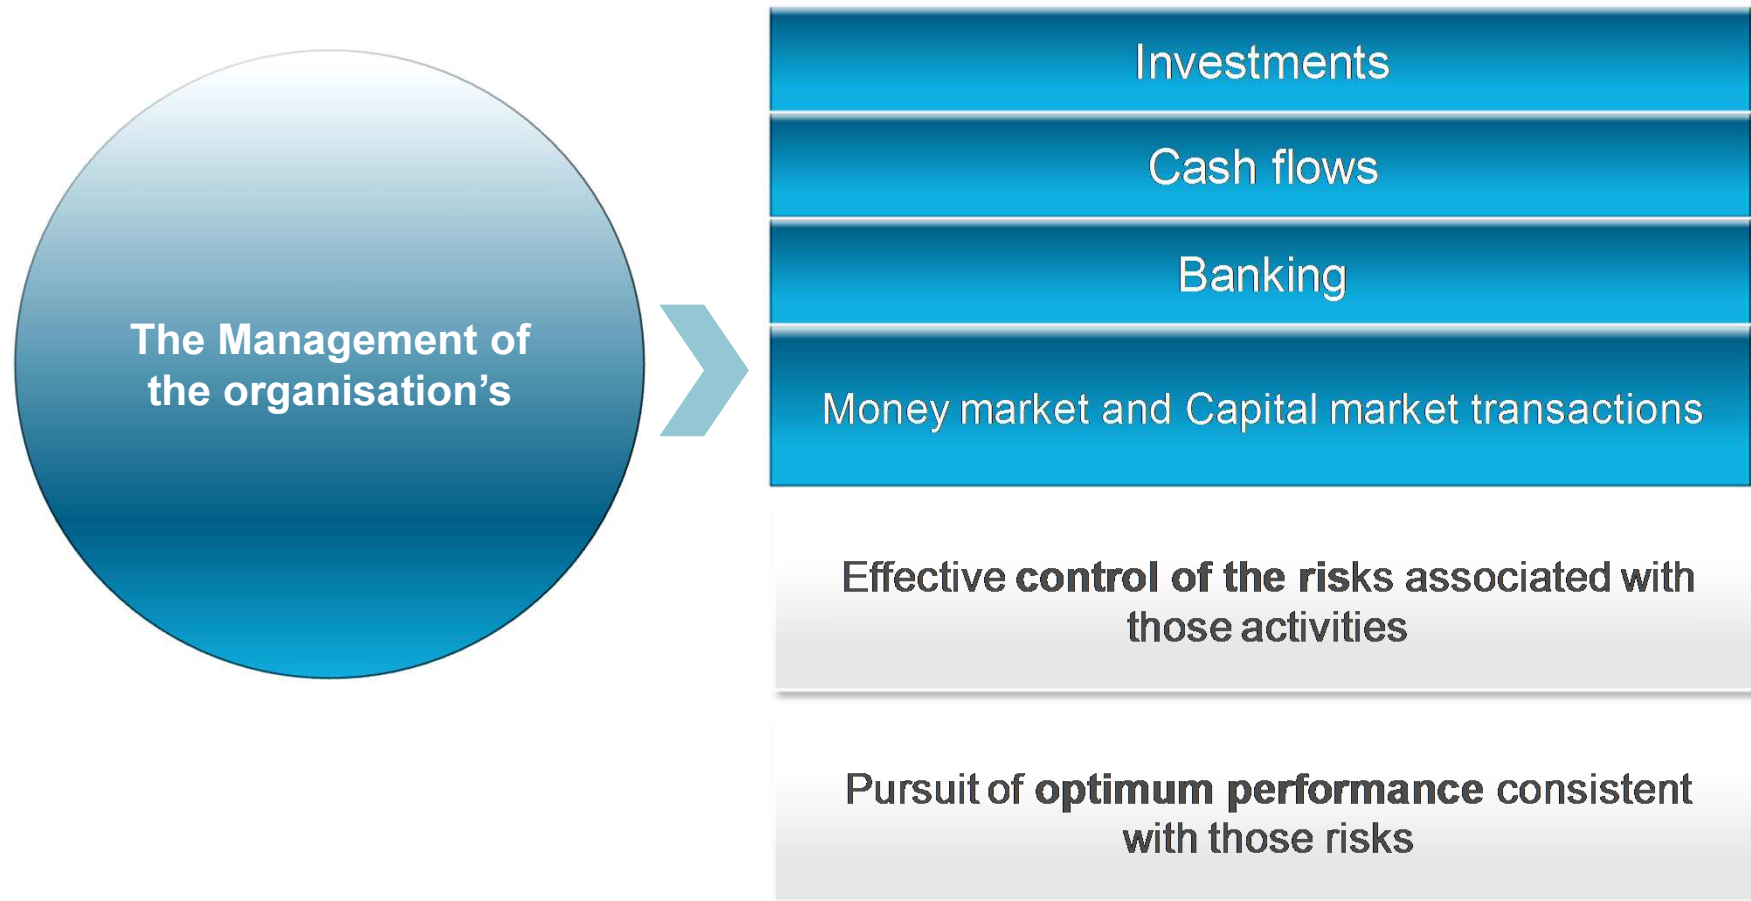 The Management of
the organisation’s
Investments
Cash flows
Banking
Money market and Capital market transactions
Effective control of the risks associated with
those activities
Pursuit of optimum performance consistent
with those risks